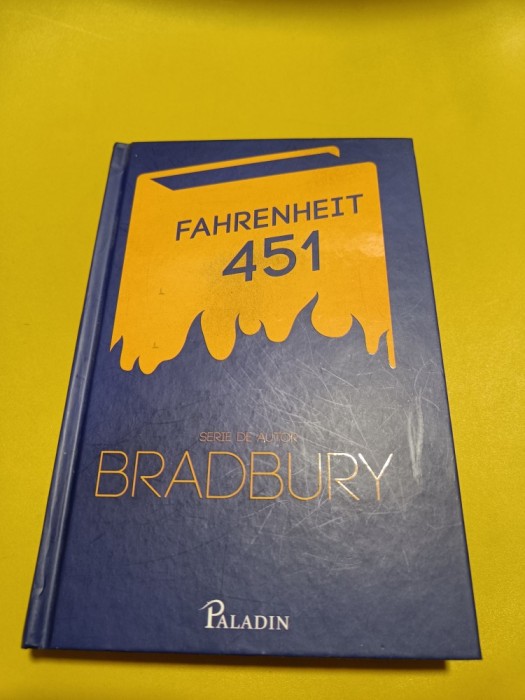 FAHRENHEIT
451
SERIE DE AUTOR
BRADBURY
PALADIN